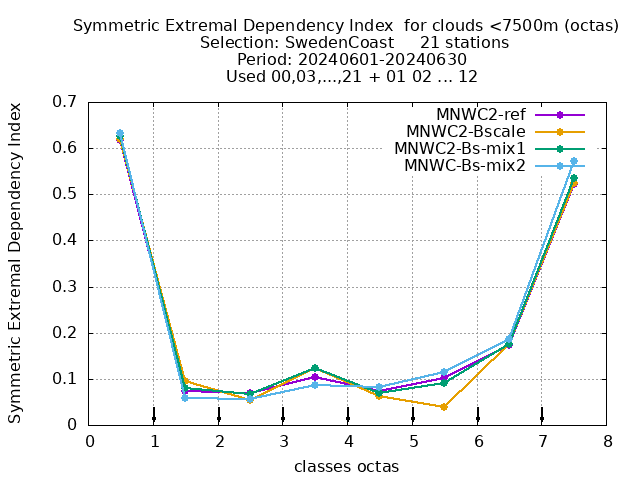 Symmetric Extremal Dependency Index  for clouds <7500m (octas)
Selection: SwedenCoast     21 stations
Period: 20240601-20240630
Used 00,03,...,21 + 01 02 ... 12
Symmetric Extremal Dependency Index
0.7
0.6
0.5
0.4
0.3
0.2
0.1
0
MNWC2-ref
MNWC2-Bscale
MNWC2-Bs-mix1
MNWC-Bs-mix2
0 1 2 3 4 5 6 7 8
classes octas